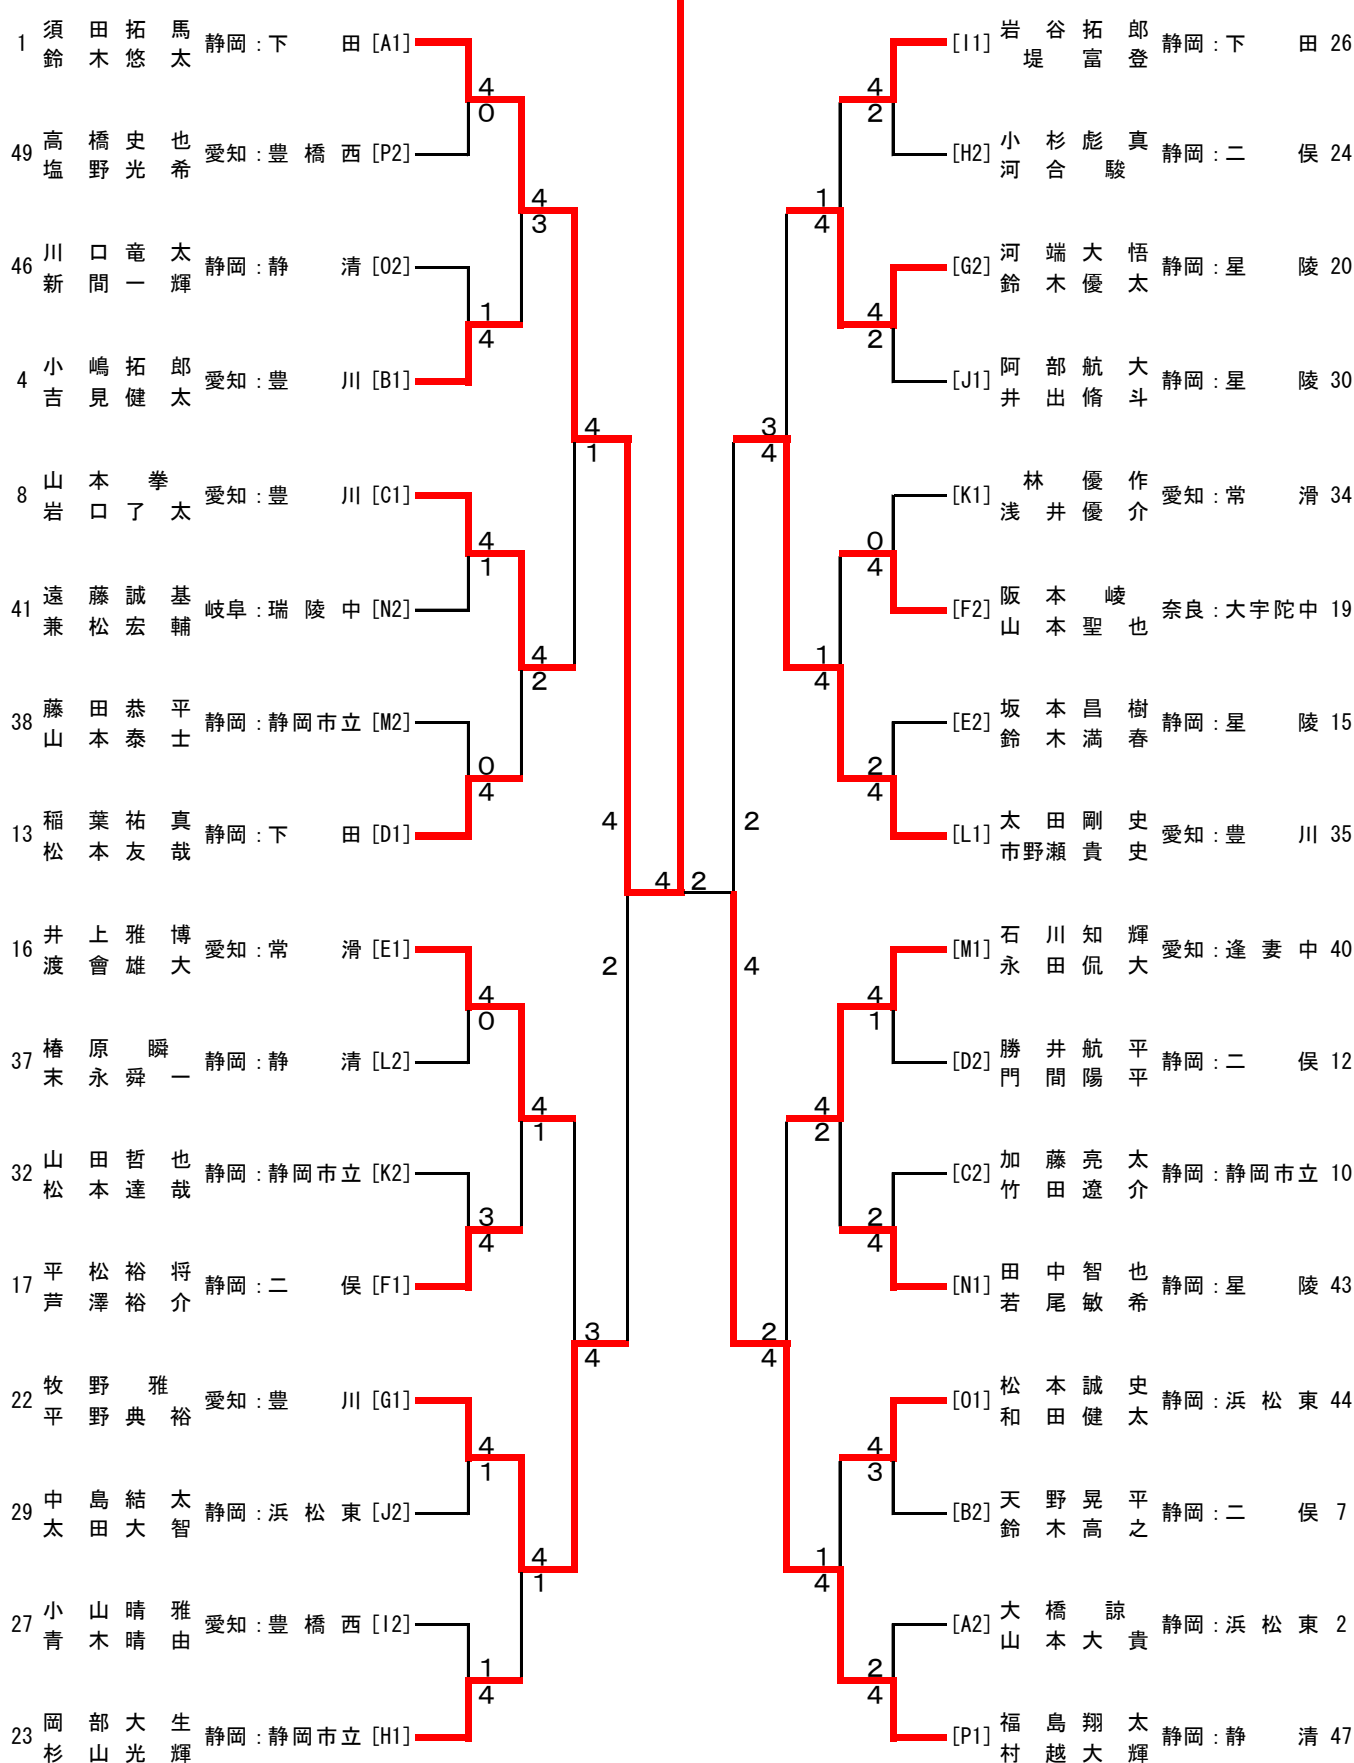 1 須田拓馬 鈴木悠太 静岡：下田 [A1]
49 高橋史也 塩野光希 愛知：豊橋西 [P2]
46 川口竜太 新間一輝 静岡：静清 [O2]
4 小嶋拓郎 吉見健太 愛知：豊川 [B1]
8 山本拳 岩口了太 愛知：豊川 [C1]
41 遠藤誠基 兼松宏輔 岐阜：瑞陵中 [N2]
38 藤田恭平 山本泰士 静岡：静岡市立 [M2]
13 稲葉祐真 松本友哉 静岡：下田 [D1]
16 井上雅博 渡會雄大 愛知：常滑 [E1]
37 椿原瞬 末永舜一 静岡：静清 [L2]
32 山田哲也 松本達哉 静岡：静岡市立 [K2]
17 平松裕将 芦澤裕介 静岡：二俣 [F1]
22 牧野雅 平野典裕 愛知：豊川 [G1]
29 中島結太 太田大智 静岡：浜松東 [J2]
27 小山晴雅 青木晴由 愛知：豊橋西 [I2]
23 岡部大生 杉山光輝 静岡：静岡市立 [H1]
4 0
1 4
4 1
0 4
4 0
3 4
4 1
1 4
4 3
4 2
4 1
4 1
4 1
3 4
4 2
4 2
2 4
3 4
2 4
1 4
1 4
4 2
1 4
4 2
4 2
0 4
2 4
4 1
2 4
4 3
2 4
[I1] 岩谷拓郎 堤富登 静岡：下田 26
[H2] 小杉彪真 河合駿 静岡：二俣 24
[G2] 河端大悟 鈴木優太 静岡：星陵 20
[J1] 阿部航大 井出脩斗 静岡：星陵 30
[K1] 林優作 浅井優介 愛知：常滑 34
[F2] 阪本崚 山本聖也 奈良：大宇陀中 19
[E2] 坂本昌樹 鈴木満春 静岡：星陵 15
[L1] 太田剛史 市野瀬貴史 愛知：豊川 35
[M1] 石川知輝 永田侃大 愛知：逢妻中 40
[D2] 勝井航平 門間陽平 静岡：二俣 12
[C2] 加藤亮太 竹田遼介 静岡：静岡市立 10
[N1] 田中智也 若尾敏希 静岡：星陵 43
[O1] 松本誠史 和田健太 静岡：浜松東 44
[B2] 天野晃平 鈴木高之 静岡：二俣 7
[A2] 大橋諒 山本大貴 静岡：浜松東 2
[P1] 福島翔太 村越大輝 静岡：静清 47